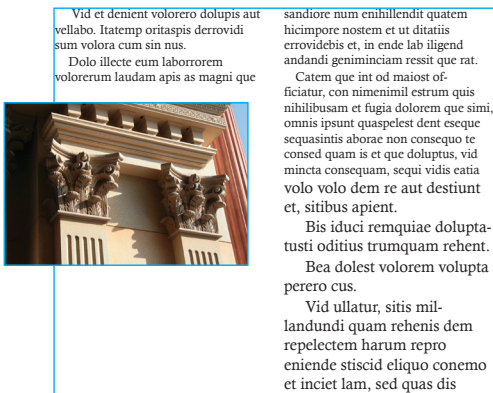 Vid et denient volorero dolupis aut
vellabo. Itatemp oritaspis derrovidi
sum volora cum sin nus.
Dolo illecte eum laborrorem
volorerum laudam apis as magni que
sandiore num enihillendit quatem
hicimpore nostem et ut ditatiis
errovidebis et, in ende lab iligend
andandi geniminciam ressit que rat.
Catem que int od maiost of-
ficiatur, con nimenimil estrum quis
nihilibusam et fugia dolorem que simi,
omnis ipsunt quaspelest dent eseque
sequasintis aborae non consequo te
consed quam is et que doluptus, vid
mincta consequam, sequi vidis eatia
volo volo dem re aut destiunt
et, sitibus apient.
Bis iduci remquiae dolupta-
tusti oditius trumquam rehent.
Bea dolest volorem volupta
perero cus.
Vid ullatur, sitis mil-
landundi quam rehenis dem
repelectem harum repro
eniende stiscid eliquo conemo
et inciet lam, sed quas dis